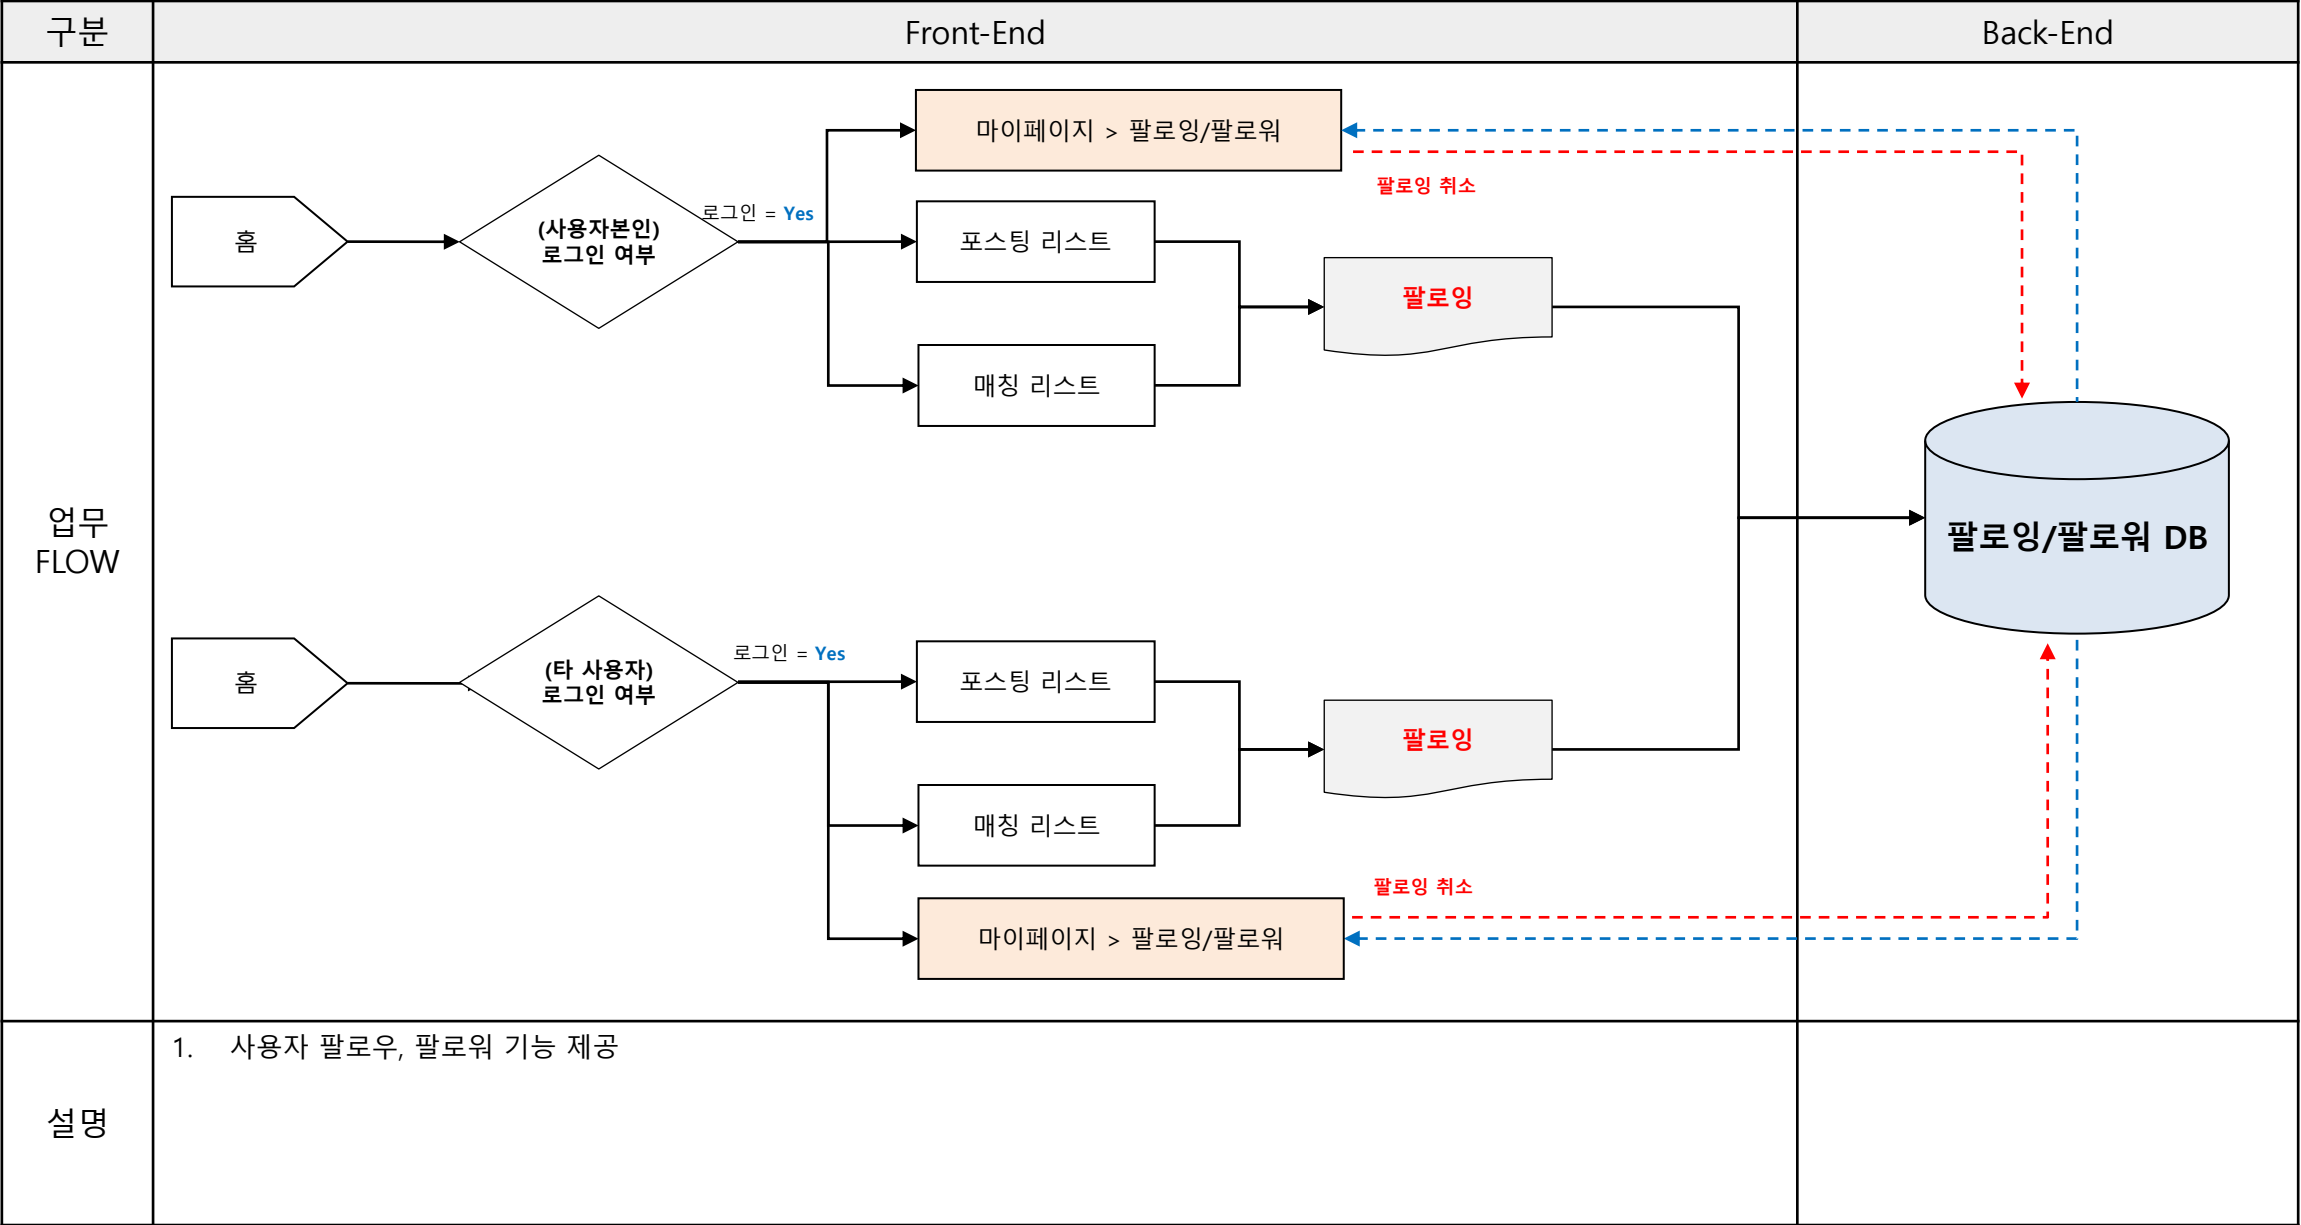 구분
Front-End
Back-End
업무
FLOW
홈
(사용자본인)
로그인 여부
로그인 = Yes
마이페이지 > 팔로잉/팔로워
팔로잉 취소
포스팅 리스트
매칭 리스트
팔로잉
팔로잉/팔로워 DB
홈
(타 사용자)
로그인 여부
로그인 = Yes
포스팅 리스트
매칭 리스트
팔로잉
팔로잉 취소
마이페이지 > 팔로잉/팔로워
설명
1. 사용자 팔로우, 팔로워 기능 제공